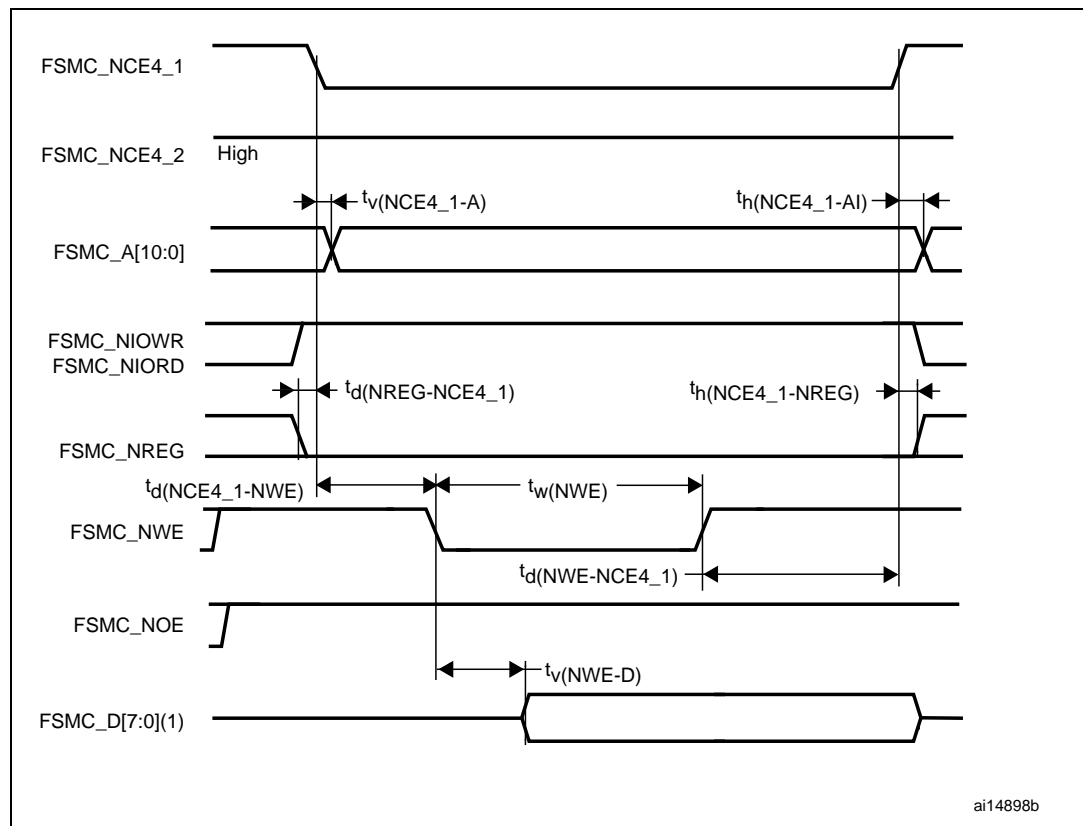 FSMC_NCE4_1
FSMC_NCE4_2 High
tv(NCE4_1-A) th(NCE4_1-AI)
FSMC_A[10:0]
FSMC_NIOWR
FSMC_NIORD
td(NREG-NCE4_1) th(NCE4_1-NREG)
FSMC_NREG
td(NCE4_1-NWE) tw(NWE)
FSMC_NWE
td(NWE-NCE4_1)
FSMC_NOE
tv(NWE-D)
FSMC_D[7:0](1)
ai14898b